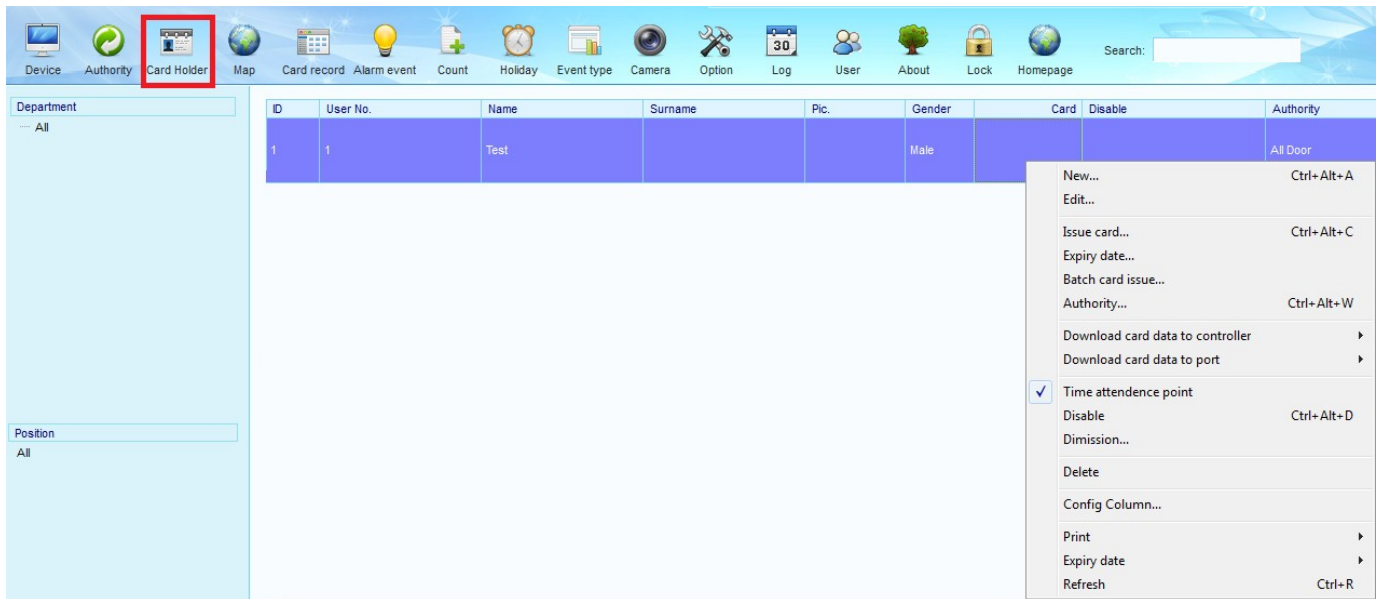 Device Authority Card Holder Map Card record Alarm event Count Holiday Event type Camera Option Log User About Lock Homepage Search:
30
Department
All
Position
All
ID User No. Name Surname Pic. Gender Card Disable Authority
1 1 Test Male All Door
New... Ctrl+Alt+A
Edit...
Issue card... Ctrl+Alt+C
Expiry date...
Batch card issue...
Authority... Ctrl+Alt+W
Download card data to controller
Download card data to port
Time attendence point
Disable Ctrl+Alt+D
Dimission...
Delete
Config Column...
Print
Expiry date
Refresh Ctrl+R